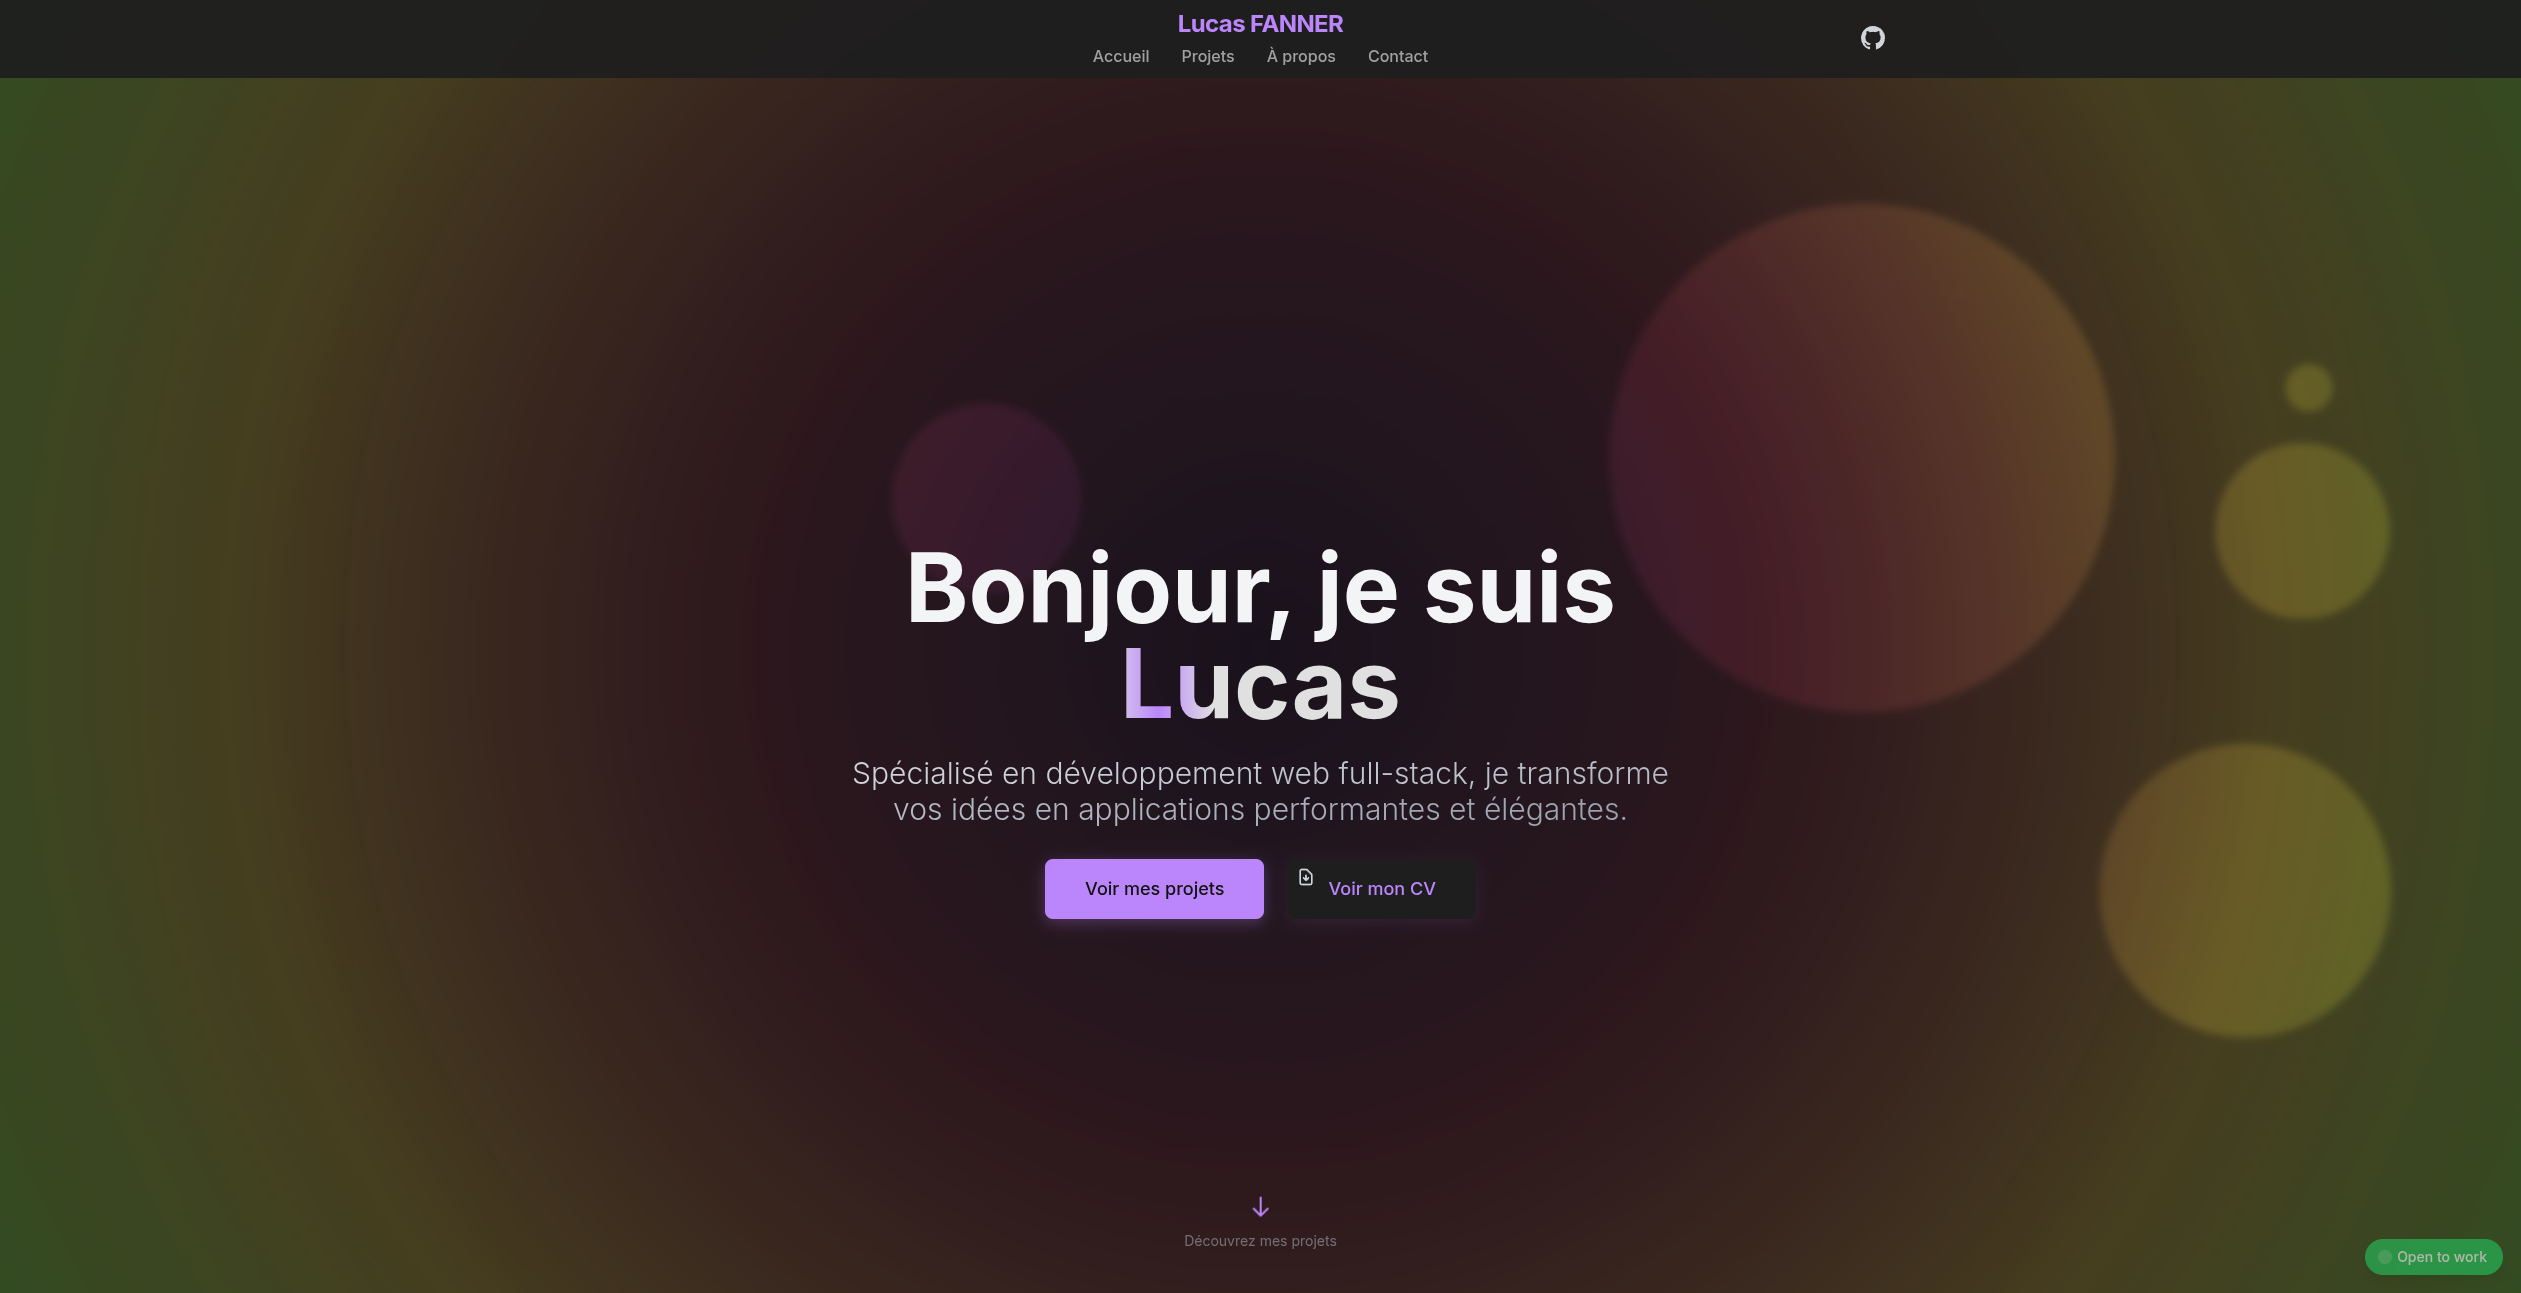 Lucas FANNER
Accueil Projets À propos Contact
Bonjour, je suis
Lucas
Spécialisé en développement web full-stack, je transforme
vos idées en applications performantes et élégantes.
Voir mes projets Voir mon CV
Découvrez mes projets
Open to work